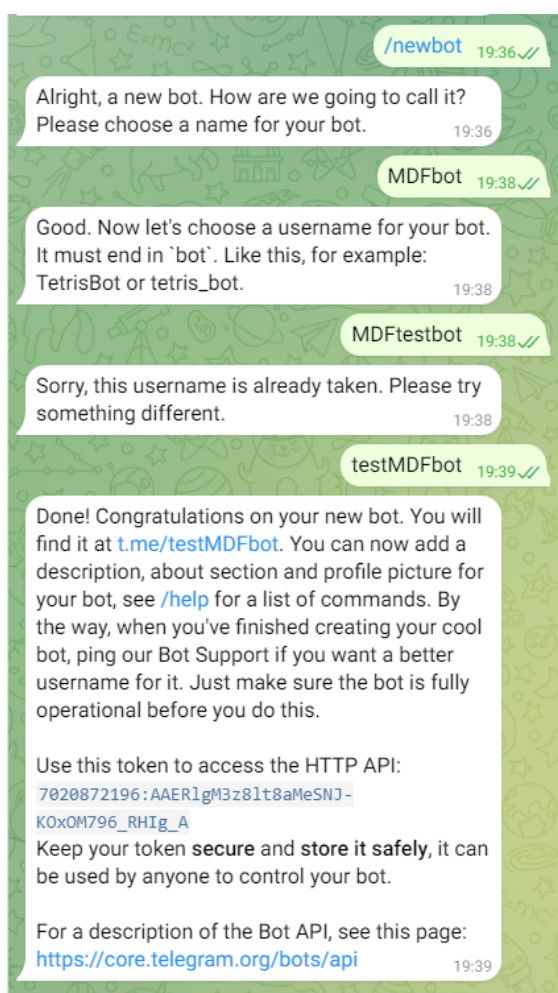 /newbot 19:36
Alright, a new bot. How are we going to call it?
Please choose a name for your bot.
19:36
MDFbot 19:38
Good. Now let's choose a username for your bot.
It must end in `bot`. Like this, for example:
TetrisBot or tetris_bot.
19:38
MDFtestbot 19:38
Sorry, this username is already taken. Please try
something different.
19:38
testMDFbot 19:39
Done! Congratulations on your new bot. You will
find it at t.me/testMDFbot. You can now add a
description, about section and profile picture for
your bot, see /help for a list of commands. By
the way, when you've finished creating your cool
bot, ping our Bot Support if you want a better
username for it. Just make sure the bot is fully
operational before you do this.
Use this token to access the HTTP API:
7020872196:AAERlgM3z8lt8aMeSNJ-
KOxOM796_RHIg_A
Keep your token secure and store it safely, it can
be used by anyone to control your bot.
For a description of the Bot API, see this page:
https://core.telegram.org/bots/api
19:39